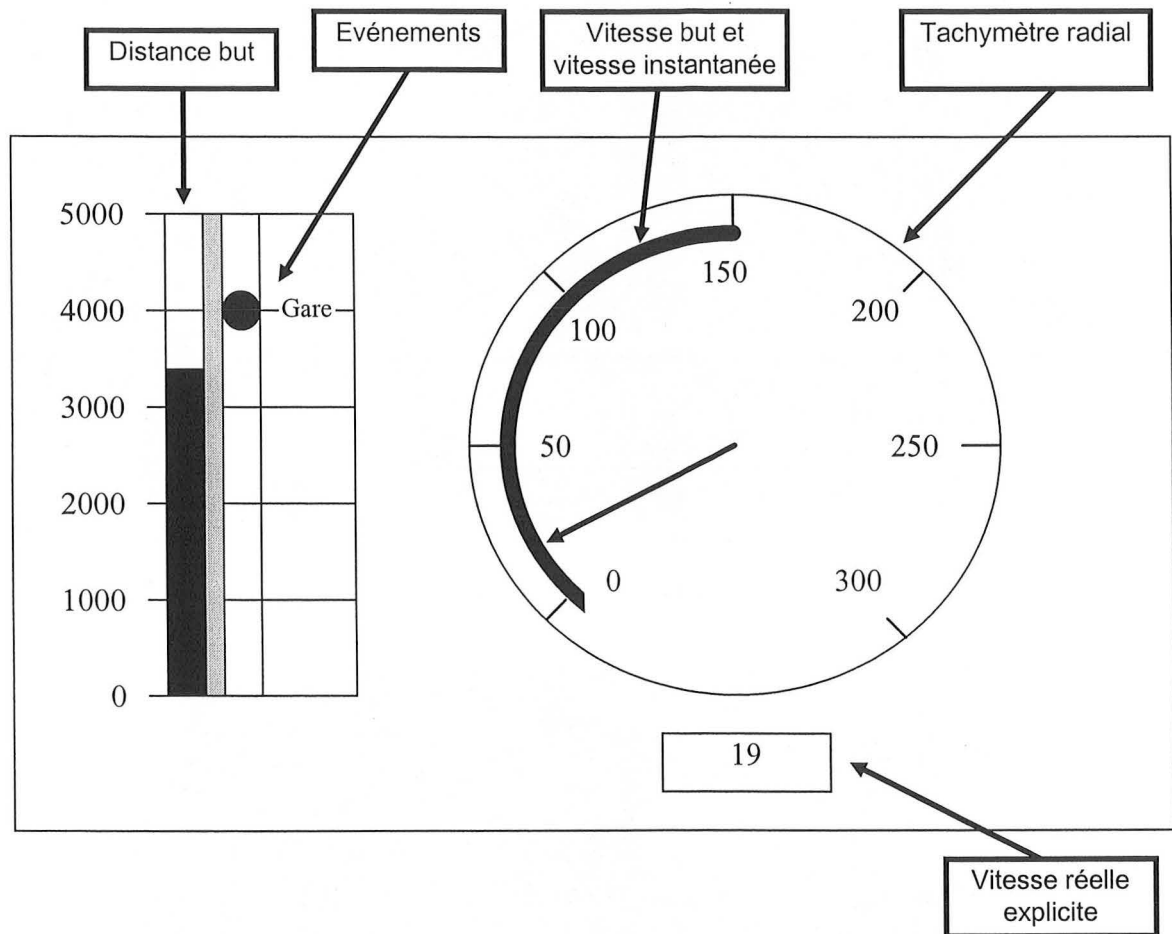 Distance but
Evénements
Vitesse but et
vitesse instantanée
Tachymètre radial
5000
4000
3000
2000
1000
0
Gare
0
50
100
150
200
250
300
19
Vitesse réelle
explicite